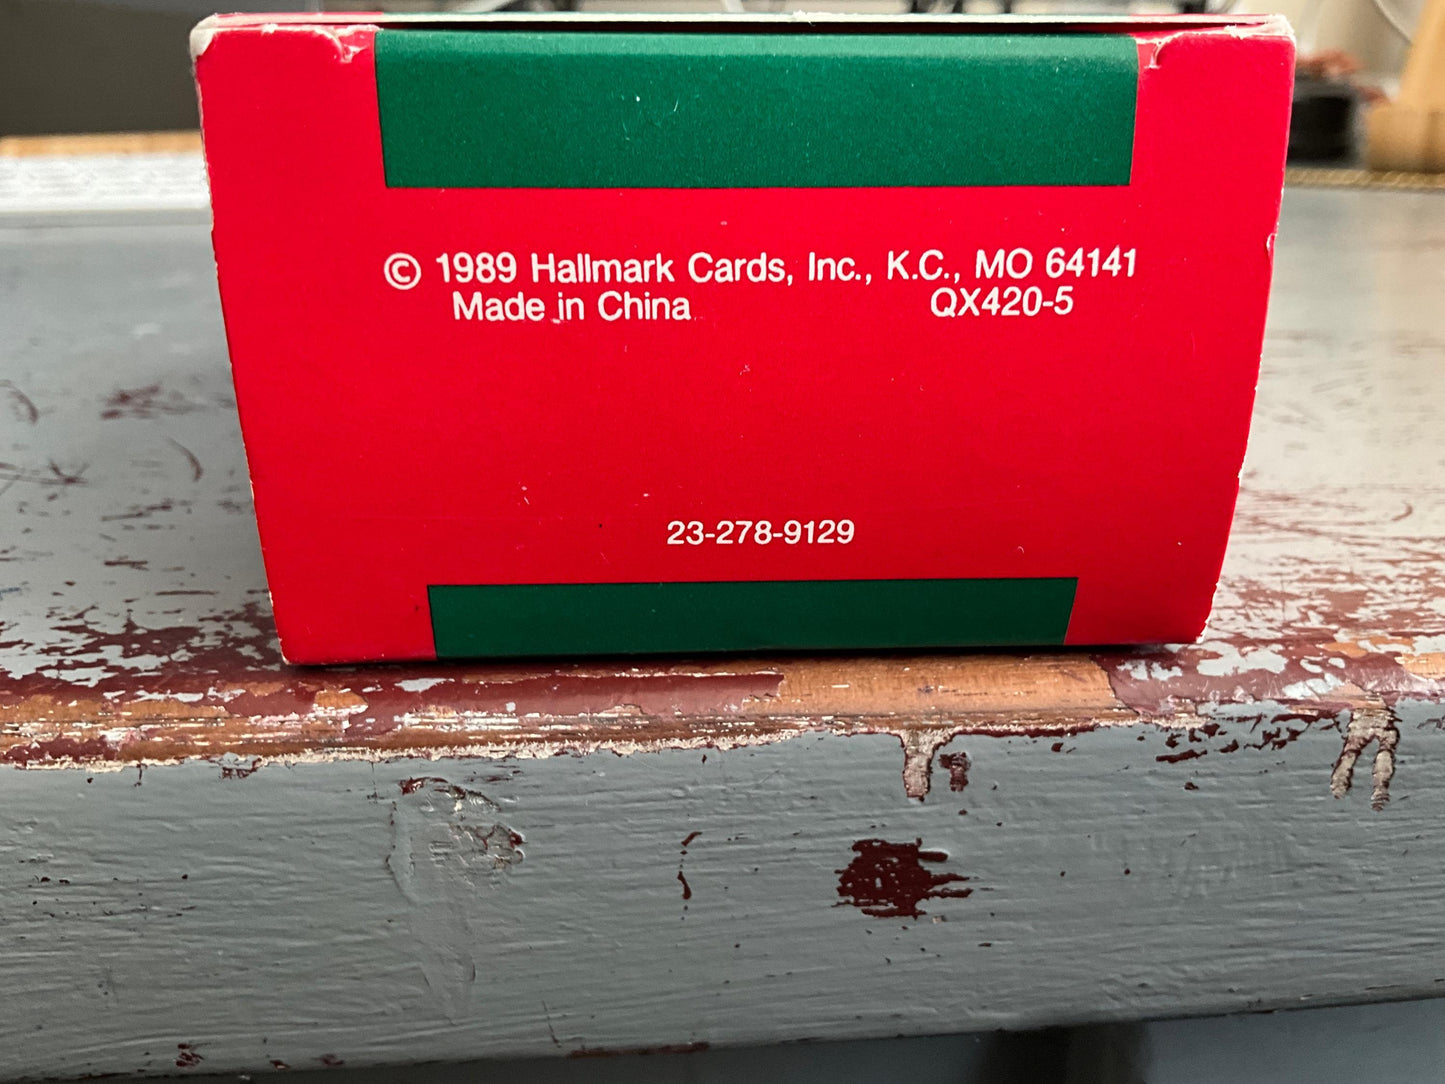 © 1989 Hallmark Cards, Inc., K.C., MO 64141
Made in China QX420-5
23-278-9129